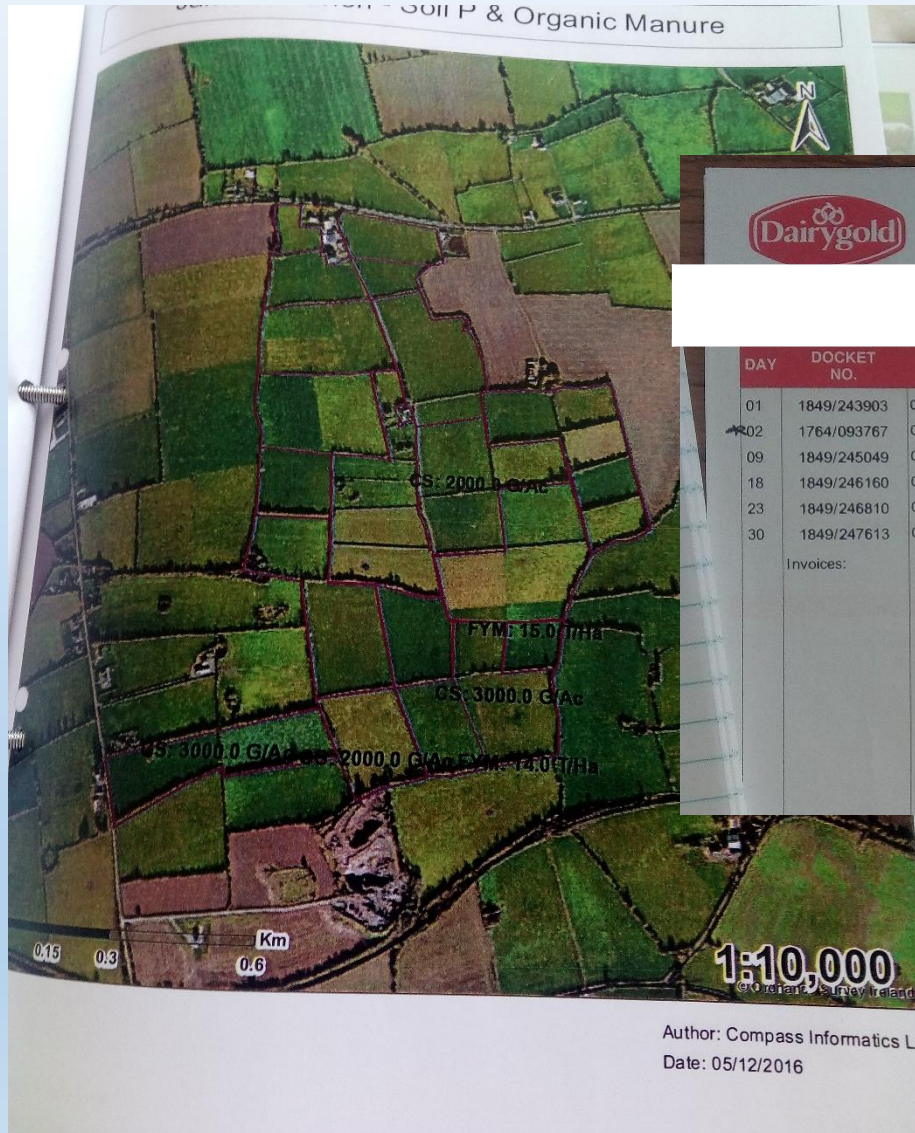 - Soil P & Organic Manure
N
CS: 2000.0 G/Ac
FYM: 15.0 T/Ha
CS: 3000.0 G/Ac
CS: 3000.0 G/Ac CS: 2000.0 G/Ac FYM: 14.0 T/Ha
0.15 0.3 0.6 Km
1:10,000
Survey Ireland
Author: Compass Informatics L
Date: 05/12/2016
Dairygold
DAY DOCKET NO.
01 1849/243903
02 1764/093767
09 1849/245049
18 1849/246160
23 1849/246810
30 1849/247613
Invoices: